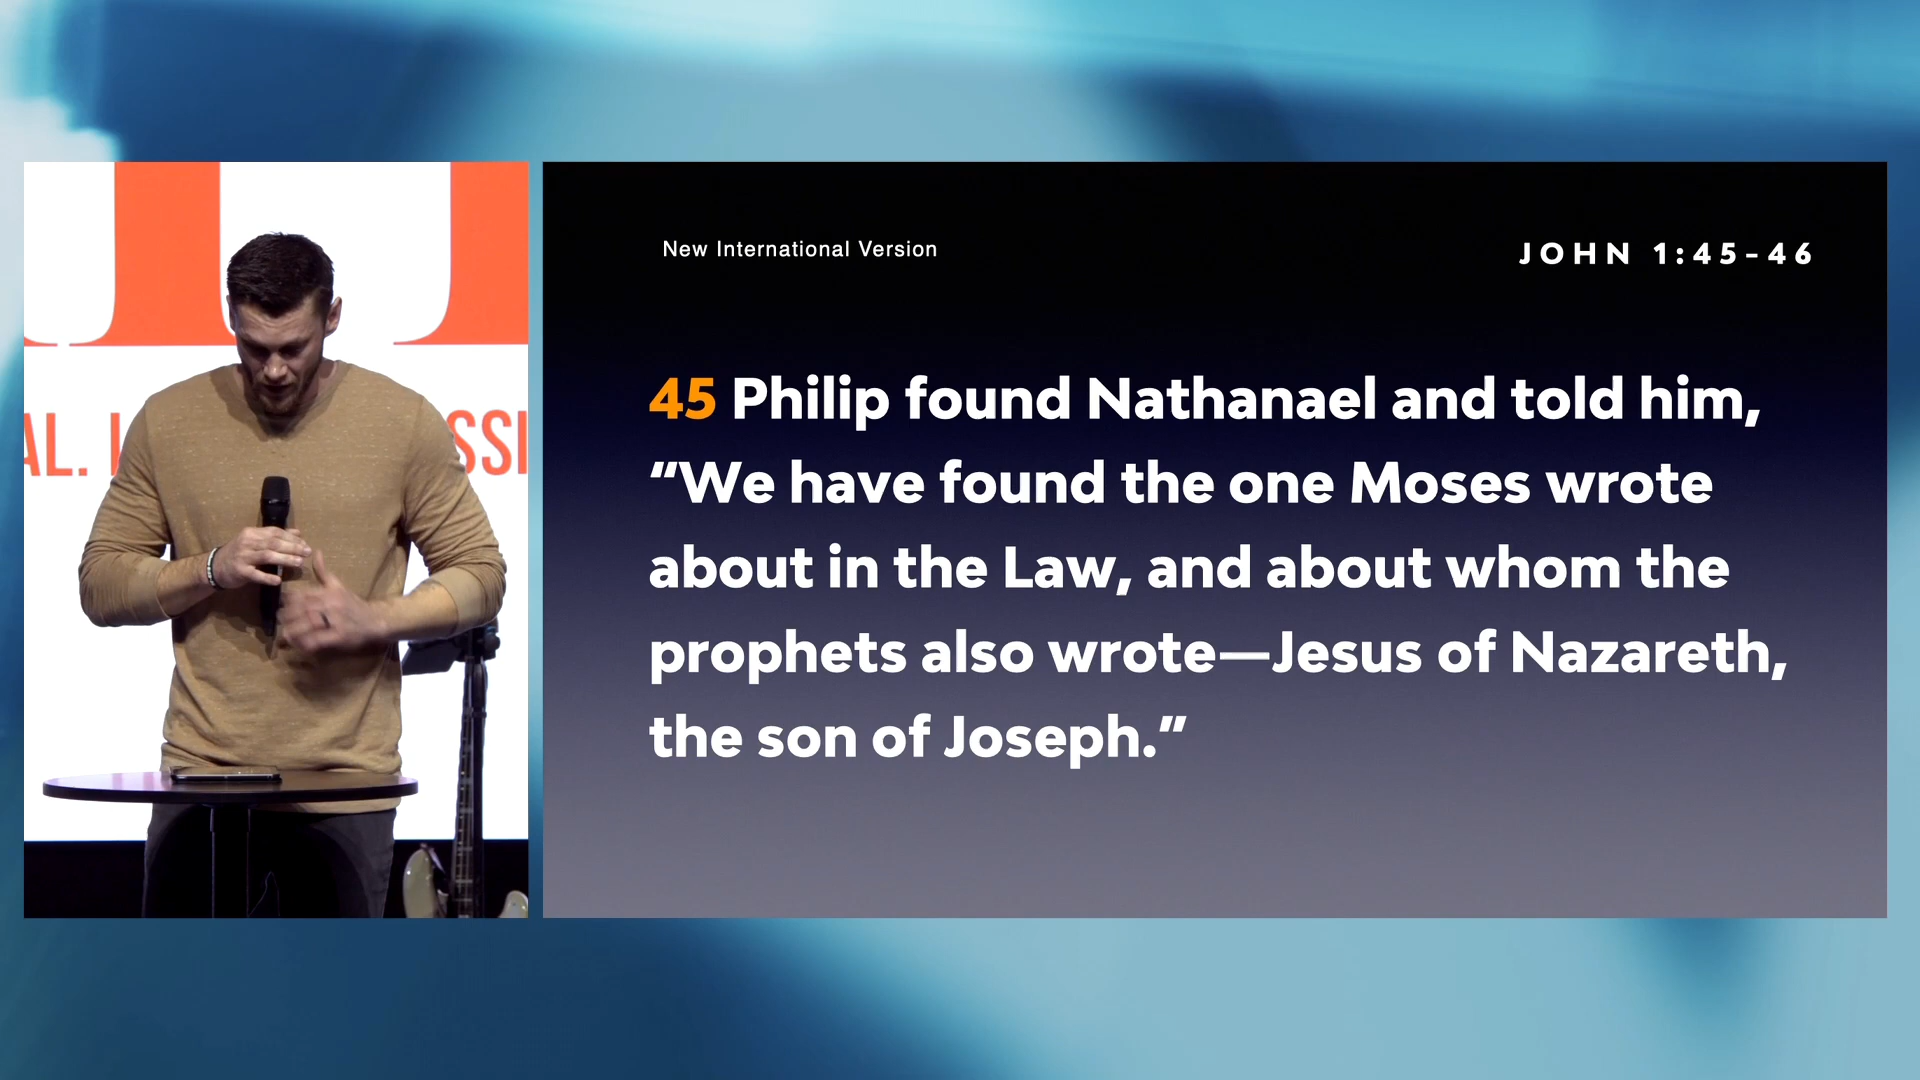 New International Version
JOHN 1:45-46
45 Philip found Nathanael and told him,
“We have found the one Moses wrote
about in the Law, and about whom the
prophets also wrote—Jesus of Nazareth,
the son of Joseph.”
AL.
SSI